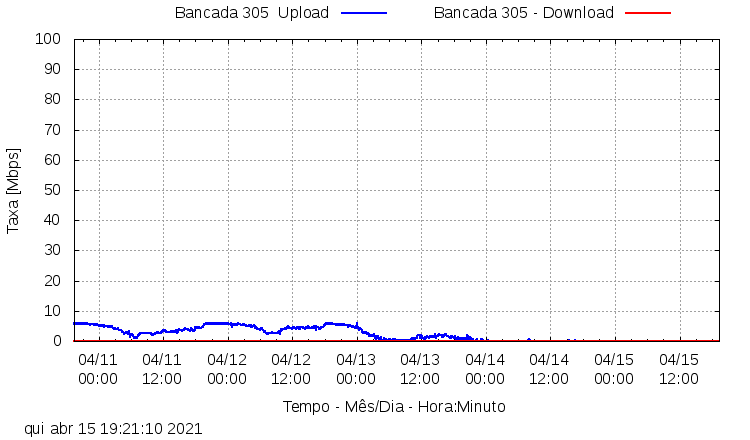 Bancada 305  Upload
Bancada 305 - Download
100
90
80
70
60
50
40
30
20
10
0
Taxa [Mbps]
04/11 04/11 04/12 04/12 04/13 04/13 04/14 04/14 04/15 04/15
00:00 12:00 00:00 12:00 00:00 12:00 00:00 12:00 00:00 12:00
Tempo - Mês/Dia - Hora:Minuto
qui abr 15 19:21:10 2021